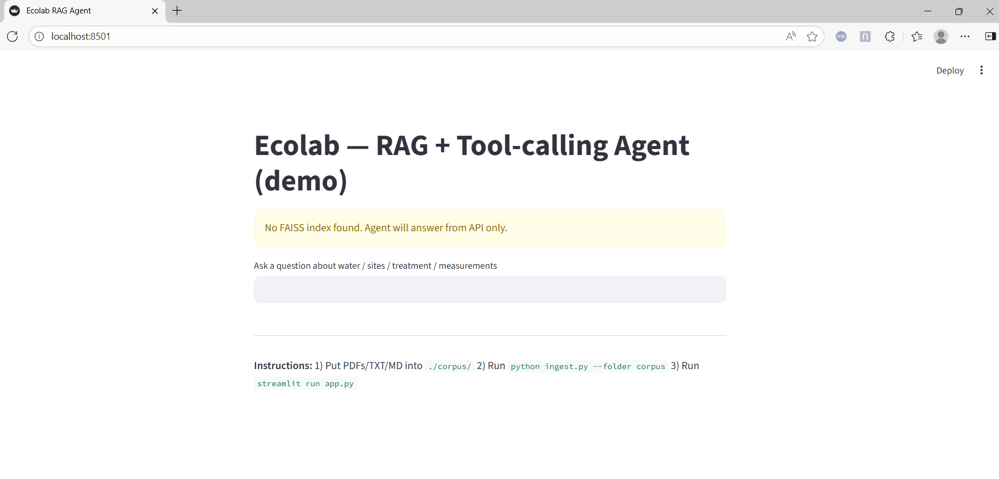 Ecolab RAG Agent
localhost:8501
me
n
Deploy
Ecolab — RAG + Tool-calling Agent
(demo)
No FAISS index found. Agent will answer from API only.
Ask a question about water / sites / treatment / measurements
Instructions: 1) Put PDFs/TXT/MD into ./corpus/ 2) Run python ingest.py --folder corpus 3) Run
streamlit run app.py